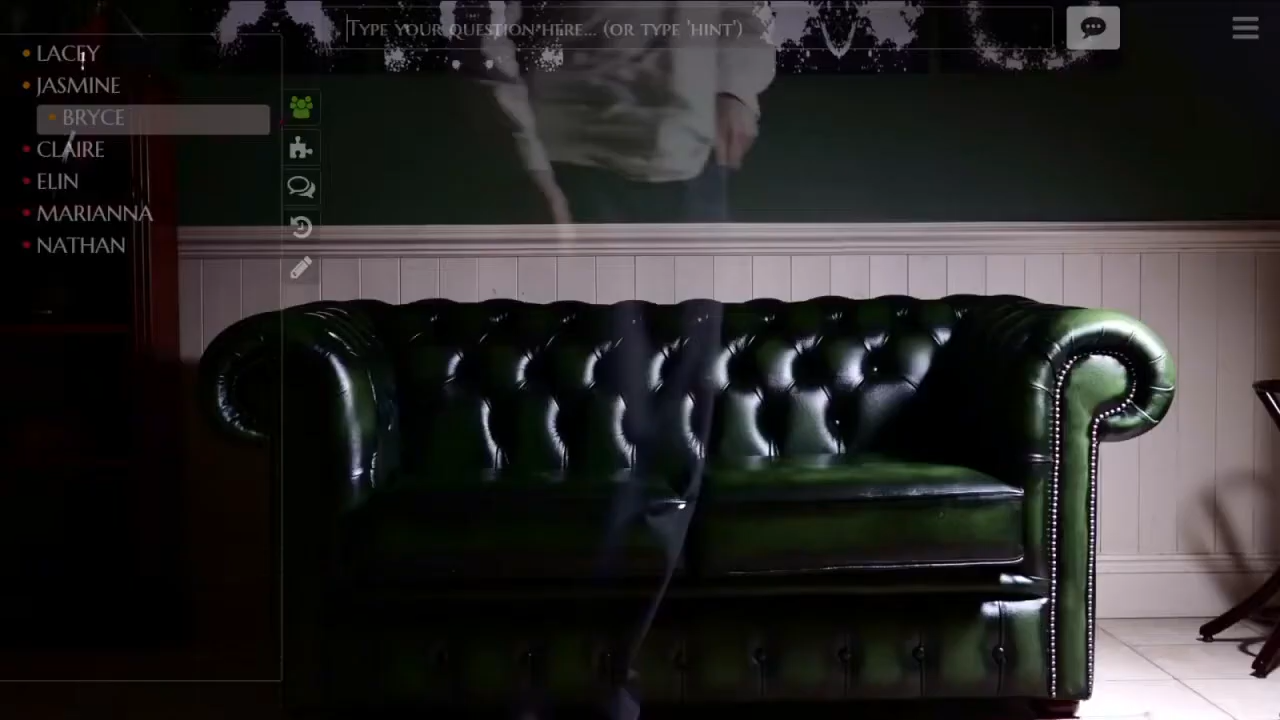 TYPE YOUR QUESTION HERE... (OR TYPE 'HINT')
LACEY
JASMINE
BRYCE
CLAIRE
ELIN
MARIANNA
NATHAN